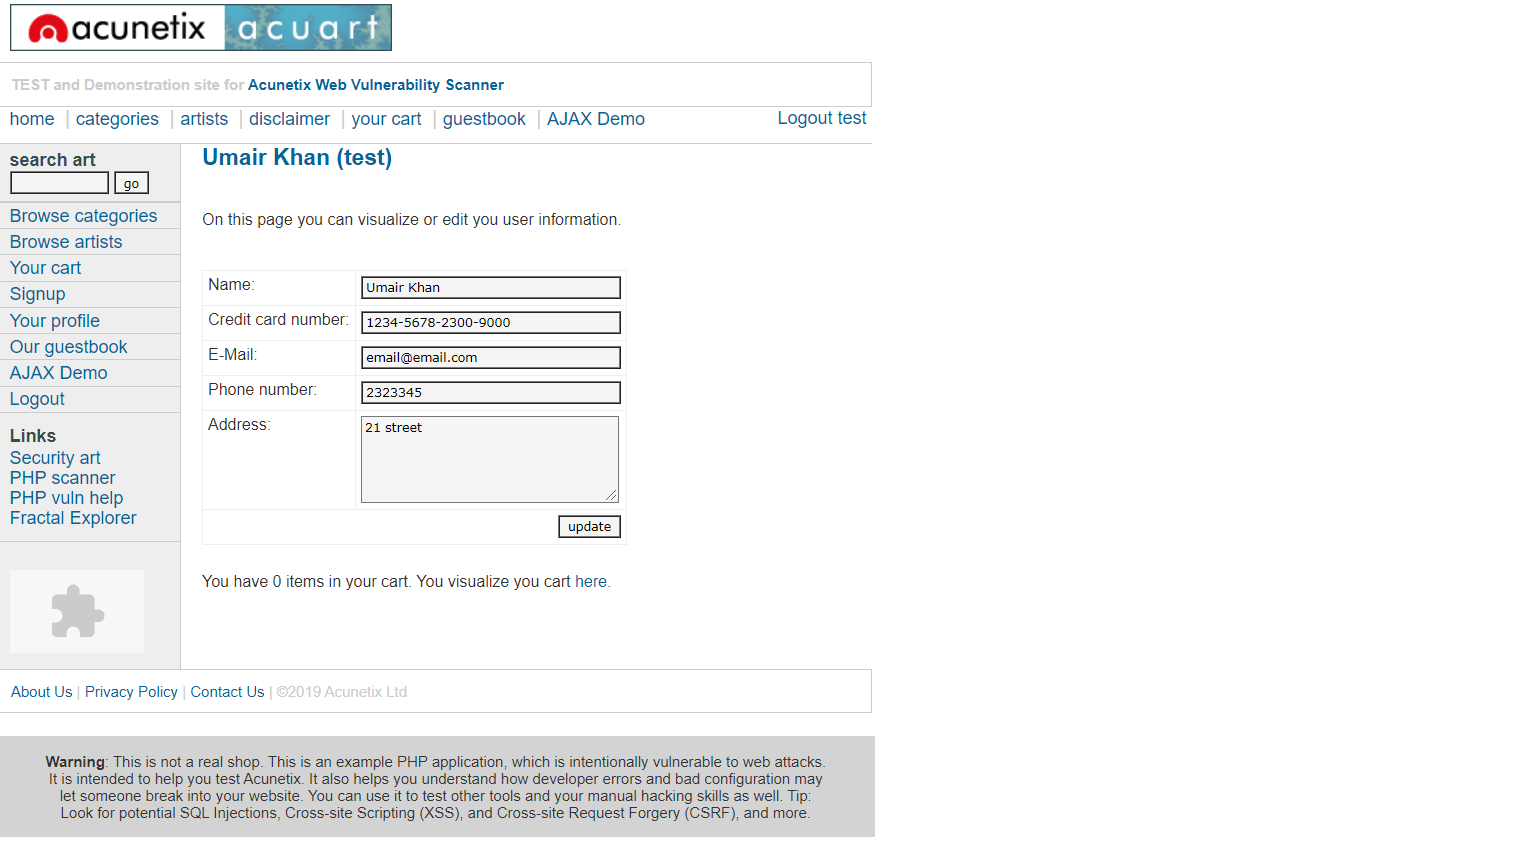 acunetix acuart
TEST and Demonstration site for Acunetix Web Vulnerability Scanner
home | categories | artists | disclaimer | your cart | guestbook | AJAX Demo Logout test
search art
go
Browse categories
Browse artists
Your cart
Signup
Your profile
Our guestbook
AJAX Demo
Logout
Links
Security art
PHP scanner
PHP vuln help
Fractal Explorer
Umair Khan (test)
On this page you can visualize or edit you user information.
Name: Umair Khan
Credit card number: 1234-5678-2300-9000
E-Mail: email@email.com
Phone number: 2323345
Address: 21 street
update
You have 0 items in your cart. You visualize you cart here.
About Us | Privacy Policy | Contact Us | ©2019 Acunetix Ltd
Warning: This is not a real shop. This is an example PHP application, which is intentionally vulnerable to web attacks.
It is intended to help you test Acunetix. It also helps you understand how developer errors and bad configuration may
let someone break into your website. You can use it to test other tools and your manual hacking skills as well. Tip:
Look for potential SQL Injections, Cross-site Scripting (XSS), and Cross-site Request Forgery (CSRF), and more.